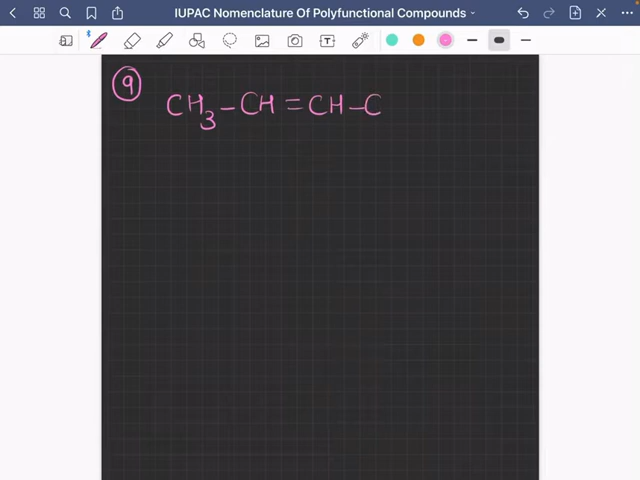 IUPAC Nomenclature Of Polyfunctional Compounds
9
CH3-CH=CH-C